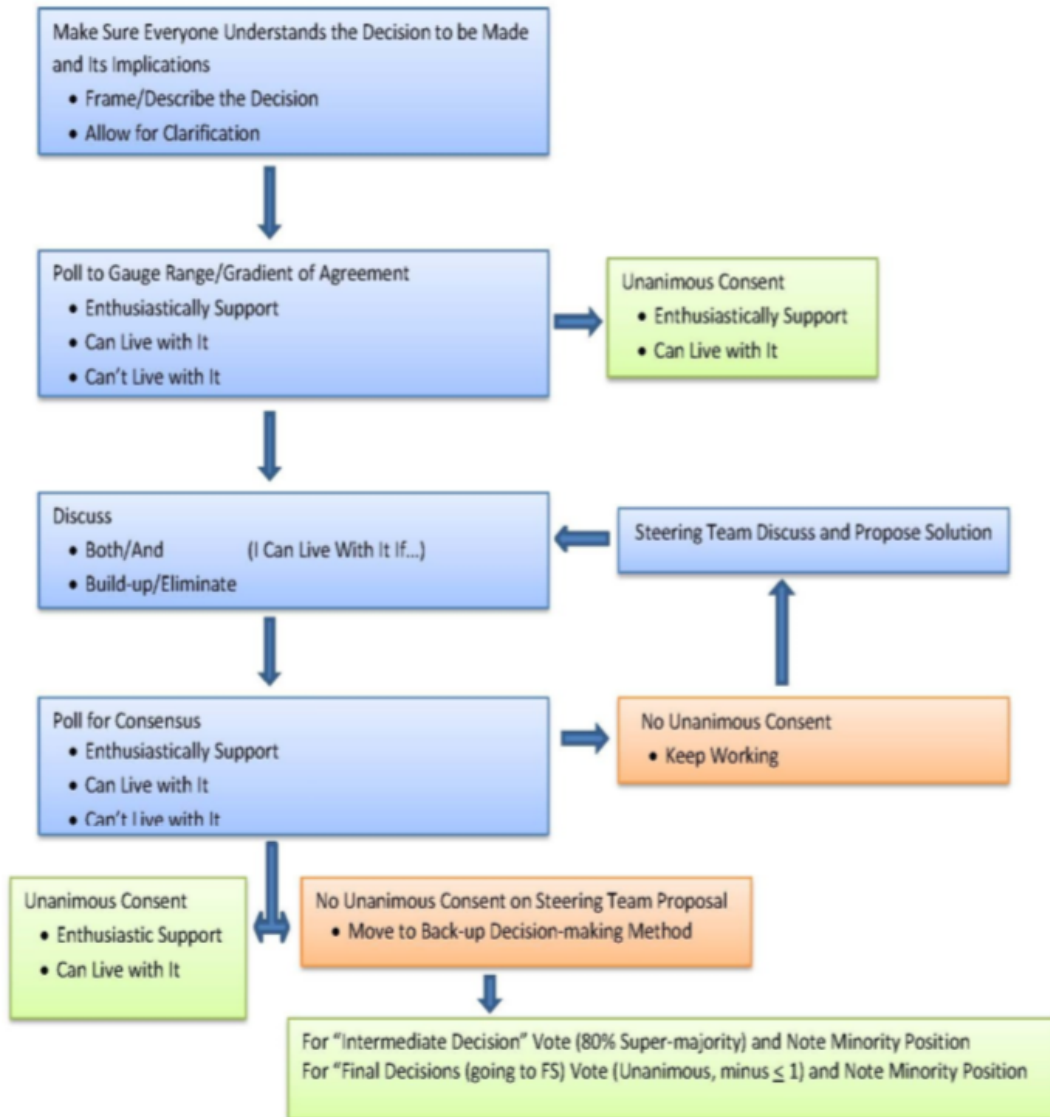 Make Sure Everyone Understands the Decision to be Made
and Its Implications
• Frame/Describe the Decision
• Allow for Clarification
Poll to Gauge Range/Gradient of Agreement
• Enthusiastically Support
• Can Live with It
• Can't Live with It
Unanimous Consent
• Enthusiastically Support
• Can Live with It
Discuss
• Both/And (I Can Live With It If...)
• Build-up/Eliminate
Steering Team Discuss and Propose Solution
Poll for Consensus
• Enthusiastically Support
• Can Live with It
• Can't Live with It
No Unanimous Consent
• Keep Working
Unanimous Consent
• Enthusiastic Support
• Can Live with It
No Unanimous Consent on Steering Team Proposal
• Move to Back-up Decision-making Method
For "Intermediate Decision" Vote (80% Super-majority) and Note Minority Position
For "Final Decisions (going to FS) Vote (Unanimous, minus ≤ 1) and Note Minority Position